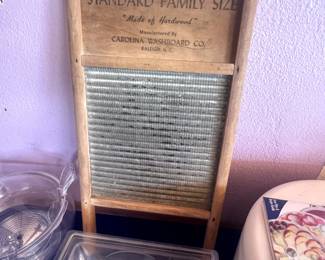 STANDARD FAMILY SIZE
"Made of Hardwood"
Manufactured By
CAROLINA WASHBOARD CO.
RALEIGH, N. C.